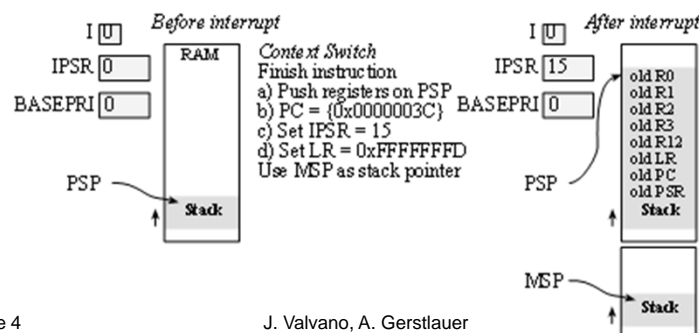 Before interrupt
I 0
IPSR 0
BASEPRI 0
RAM
PSP
Stack
Context Switch
Finish instruction
a) Push registers on PSP
b) PC = {0x0000003C}
c) Set IPSR = 15
d) Set LR = 0xFFFFFFFD
Use MSP as stack pointer
After interrupt
I 0
IPSR 15
BASEPRI 0
old R0
old R1
old R2
old R3
old R12
old LR
old PC
old PSR
Stack
PSP
MSP
Stack
e 4
J. Valvano, A. Gerstlauer